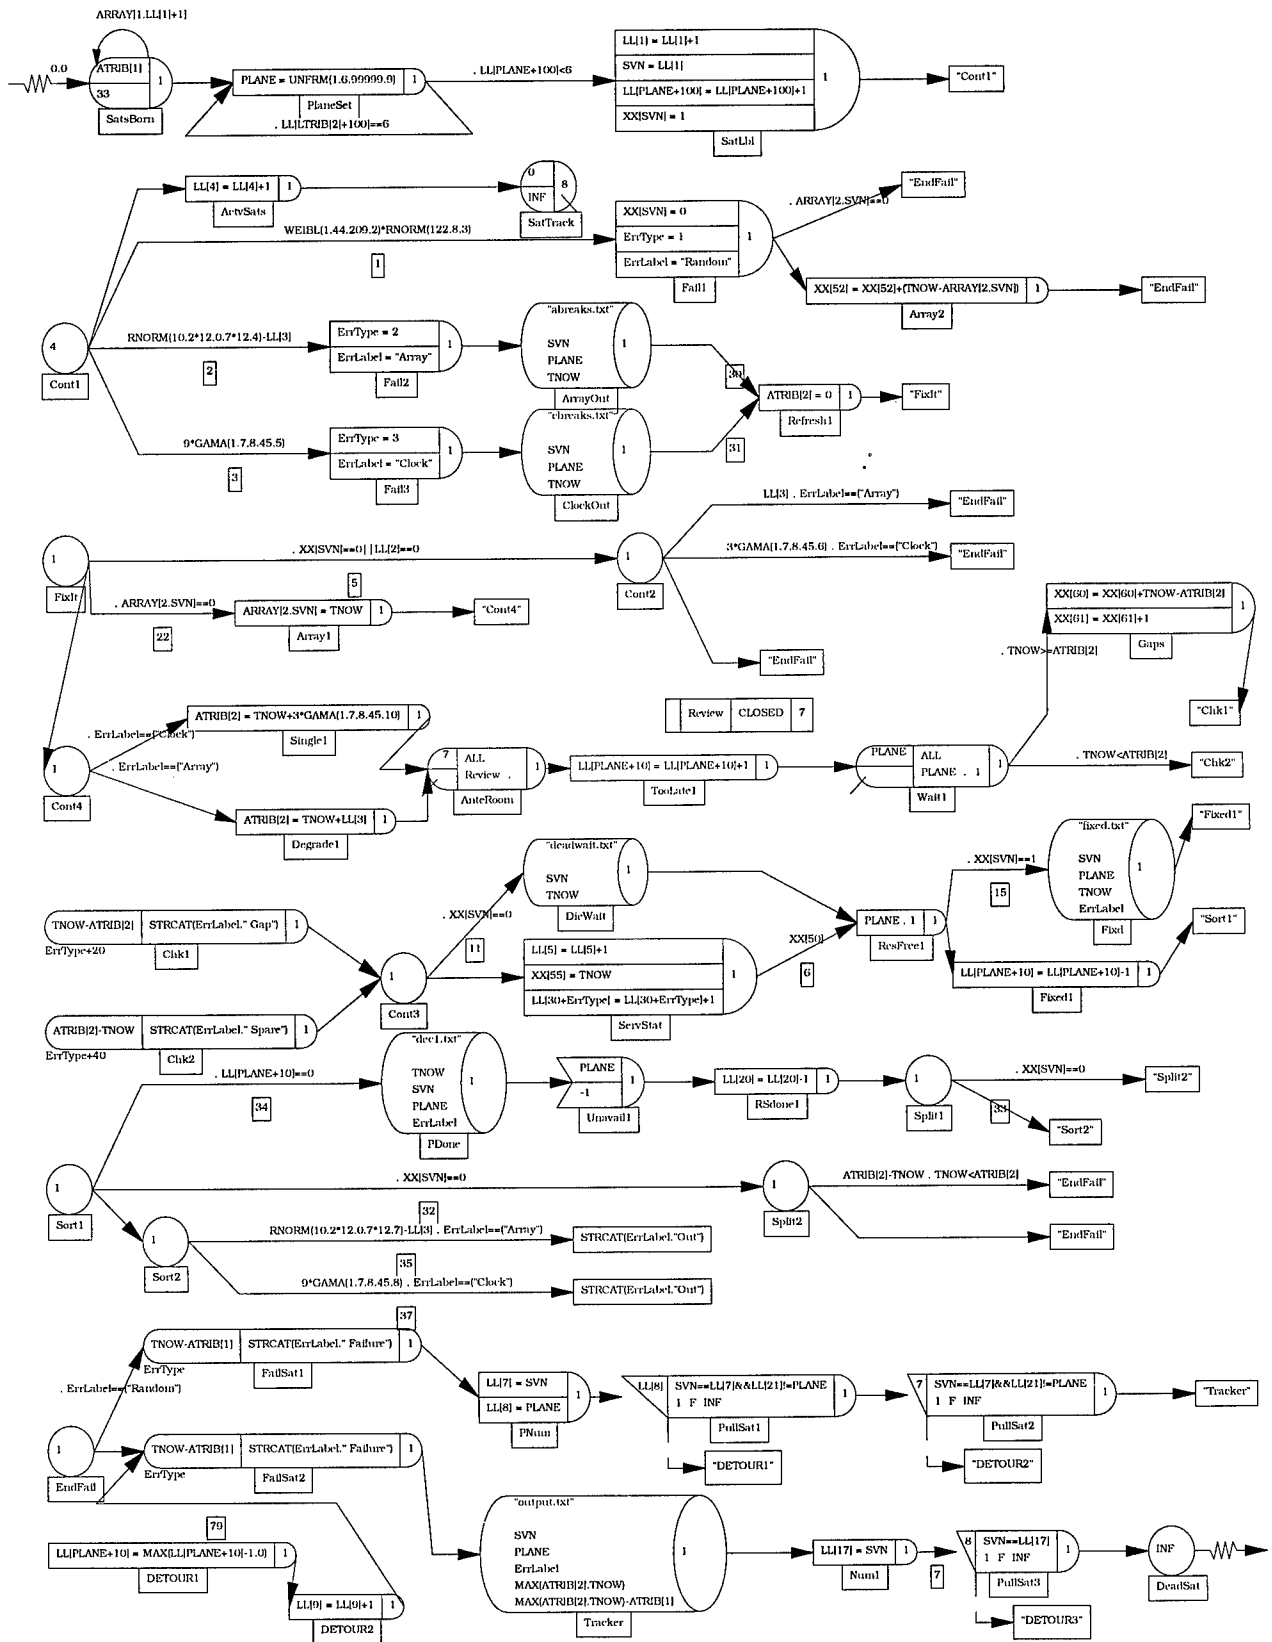 ARRAY[1,LL[1]+1]
0.0
ATRIB[1]
33
1
SatsBorn
PLANE = UNFRM(1.6.99999.9)
1
PlaneSet
. LL[LTRIB[2]+100]==6
. LL[PLANE+100]<6
LL[1] = LL[1]+1
SVN = LL[1]
LL[PLANE+100] = LL[PLANE+100]+1
XX[SVN] = 1
1
SatLbl
"Cont1"
LL[4] = LL[4]+1
1
ActvSats
0
INF
8
SatTrack
WEIBL(1.44.209.2)*RNORM(122.8.3)
1
XX[SVN] = 0
ErrType = 1
ErrLabel = "Random"
1
Fail1
. ARRAY[2.SVN]==0
"EndFail"
XX[52] = XX[52]+(TNOW-ARRAY[2.SVN])
1
Array2
"EndFail"
4
Cont1
RNORM(10.2*12.0.7*12.4)-LL[3]
2
ErrType = 2
ErrLabel = "Array"
1
Fail2
"abreaks.txt"
SVN
PLANE
TNOW
1
ArrayOut
30
ATRIB[2] = 0
1
Refresh1
"FixIt"
9*GAMA(1.7.8.45.5)
3
ErrType = 3
ErrLabel = "Clock"
1
Fail3
"cbreaks.txt"
SVN
PLANE
TNOW
1
ClockOut
31
1
FixIt
. XX[SVN]==0||LL[2]==0
5
1
Cont2
LL[3] . ErrLabel==("Array")
"EndFail"
3*GAMA(1.7.8.45.6) . ErrLabel==("Clock")
"EndFail"
"EndFail"
. ARRAY[2.SVN]==0
22
ARRAY[2.SVN] = TNOW
1
Array1
"Cont4"
XX[60] = XX[60]+TNOW-ATRIB[2]
XX[61] = XX[61]+1
1
Gaps
. TNOW>=ATRIB[2]
"Chk1"
Review
CLOSED
7
1
Cont4
. ErrLabel==("Clock")
ATRIB[2] = TNOW+3*GAMA(1.7.8.45.10)
1
Single1
. ErrLabel==("Array")
ATRIB[2] = TNOW+LL[3]
1
Degrade1
7
ALL
Review .
1
AnteRoom
LL[PLANE+10] = LL[PLANE+10]+1
1
TooLate1
PLANE
ALL
PLANE . 1
1
Wait1
. TNOW<ATRIB[2]
"Chk2"
TNOW-ATRIB[2]
STRCAT(ErrLabel." Gap")
1
ErrType+20
Chk1
ATRIB[2]-TNOW
STRCAT(ErrLabel." Spare")
1
ErrType+40
Chk2
1
Cont3
. XX[SVN]==0
11
"deadwait.txt"
SVN
TNOW
1
DieWait
LL[5] = LL[5]+1
XX[55] = TNOW
LL[30+ErrType] = LL[30+ErrType]+1
1
ServStat
XX[50]
6
PLANE . 1
1
ResFree1
. XX[SVN]==1
15
"fixed.txt"
SVN
PLANE
TNOW
ErrLabel
1
Fixd
"Fixed1"
LL[PLANE+10] = LL[PLANE+10]-1
1
Fixed1
"Sort1"
. LL[PLANE+10]==0
34
"dec1.txt"
TNOW
SVN
PLANE
ErrLabel
1
PDone
PLANE
-1
1
Unavail1
LL[20] = LL[20]-1
1
RSdone1
1
Split1
. XX[SVN]==0
"Split2"
33
"Sort2"
1
Sort1
. XX[SVN]==0
32
1
Split2
ATRIB[2]-TNOW . TNOW<ATRIB[2]
"EndFail"
"EndFail"
1
Sort2
RNORM(10.2*12.0.7*12.7)-LL[3] . ErrLabel==("Array")
35
STRCAT(ErrLabel."Out")
9*GAMA(1.7.8.45.8) . ErrLabel==("Clock")
37
STRCAT(ErrLabel."Out")
TNOW-ATRIB[1]
STRCAT(ErrLabel." Failure")
1
ErrType
FailSat1
. ErrLabel==("Random")
LL[7] = SVN
LL[8] = PLANE
1
PNum
LL[8]
SVN==LL[7]&&LL[21]!=PLANE
1 F INF
1
PullSat1
"DETOUR1"
7
SVN==LL[7]&&LL[21]!=PLANE
1 F INF
1
PullSat2
"DETOUR2"
"Tracker"
1
EndFail
TNOW-ATRIB[1]
STRCAT(ErrLabel." Failure")
1
ErrType
FailSat2
79
LL[PLANE+10] = MAX(LL[PLANE+10]-1.0)
1
DETOUR1
LL[9] = LL[9]+1
1
DETOUR2
"output.txt"
SVN
PLANE
ErrLabel
MAX(ATRIB[2].TNOW)
MAX(ATRIB[2].TNOW)-ATRIB[1]
1
Tracker
LL[17] = SVN
1
Num1
7
8
SVN==LL[17]
1 F INF
1
PullSat3
"DETOUR3"
INF
DeadSat